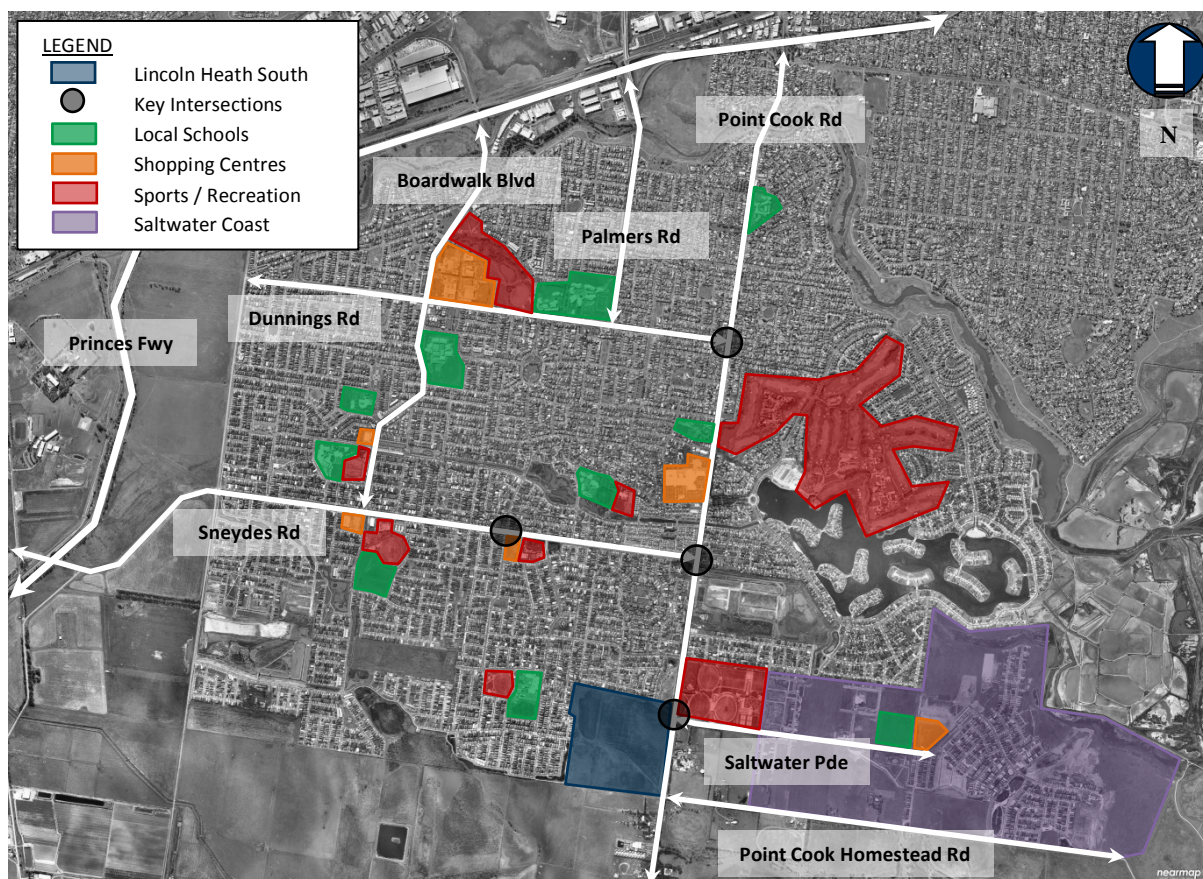 LEGEND
Lincoln Heath South
Key Intersections
Local Schools
Shopping Centres
Sports / Recreation
Saltwater Coast
N
Point Cook Rd
Boardwalk Blvd
Palmers Rd
Dunnings Rd
Princes Fwy
Sneydes Rd
Saltwater Pde
Point Cook Homestead Rd
nearmap